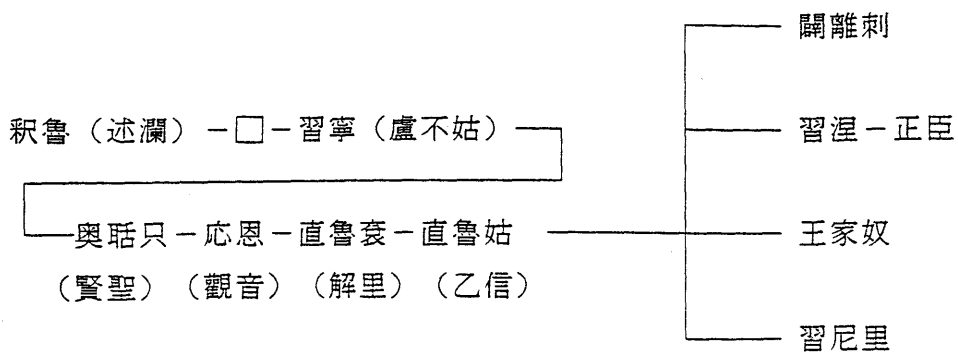 闢離刺
釈魯（述瀾）－□－習寧（盧不姑）
習涅－正臣
奥聒只－応恩－直魯袞－直魯姑
王家奴
（賢聖）（觀音）（解里）（乙信）
習尼里